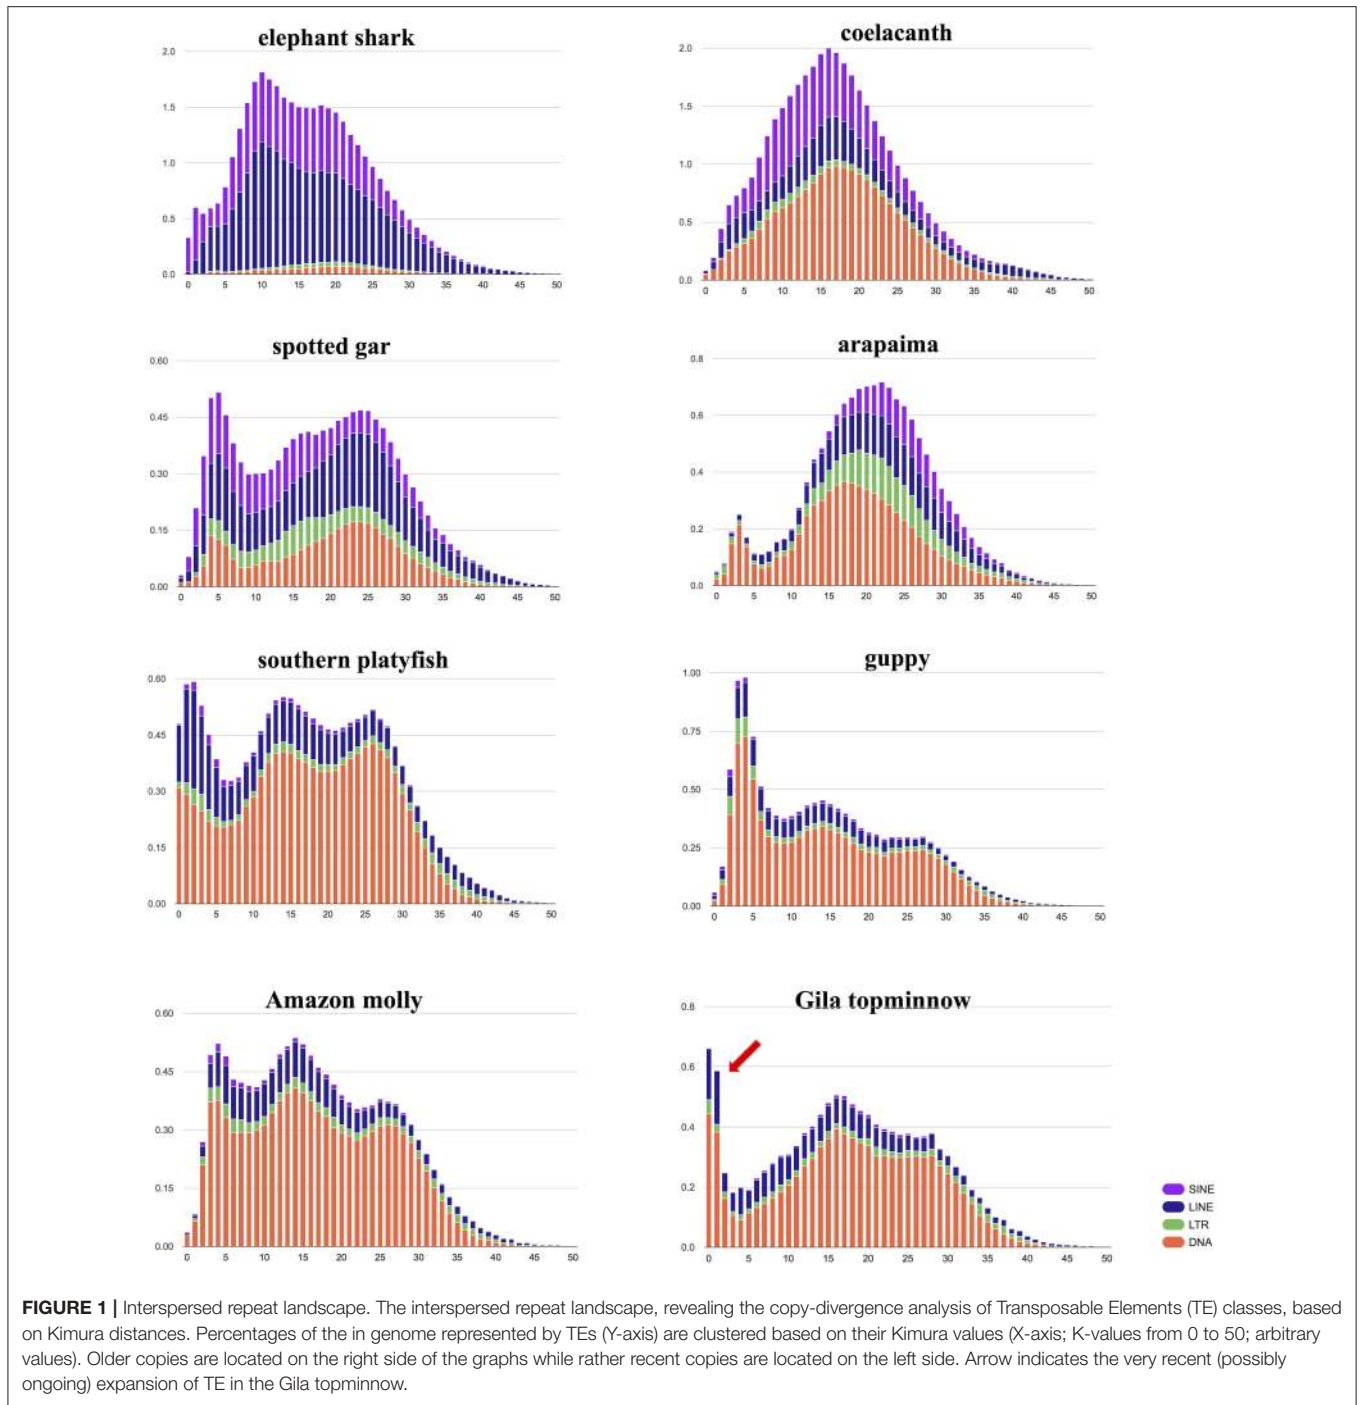 elephant shark
2.0
1.5
1.0
0.5
0.0
0 5 10 15 20 25 30 35 40 45 50
coelacanth
2.0
1.5
1.0
0.5
0.0
0 5 10 15 20 25 30 35 40 45 50
spotted gar
0.60
0.45
0.30
0.15
0.00
0 5 10 15 20 25 30 35 40 45 50
arapaima
0.8
0.6
0.4
0.2
0.0
0 5 10 15 20 25 30 35 40 45 50
southern platyfish
0.60
0.45
0.30
0.15
0.00
0 5 10 15 20 25 30 35 40 45 50
guppy
1.00
0.75
0.50
0.25
0.00
0 5 10 15 20 25 30 35 40 45 50
Amazon molly
0.60
0.45
0.30
0.15
0.00
0 5 10 15 20 25 30 35 40 45 50
Gila topminnow
0.8
0.6
0.4
0.2
0.0
0 5 10 15 20 25 30 35 40 45 50
SINE
LINE
LTR
DNA
FIGURE 1 | Interspersed repeat landscape. The interspersed repeat landscape, revealing the copy-divergence analysis of Transposable Elements (TE) classes, based
on Kimura distances. Percentages of the in genome represented by TEs (Y-axis) are clustered based on their Kimura values (X-axis; K-values from 0 to 50; arbitrary
values). Older copies are located on the right side of the graphs while rather recent copies are located on the left side. Arrow indicates the very recent (possibly
ongoing) expansion of TE in the Gila topminnow.